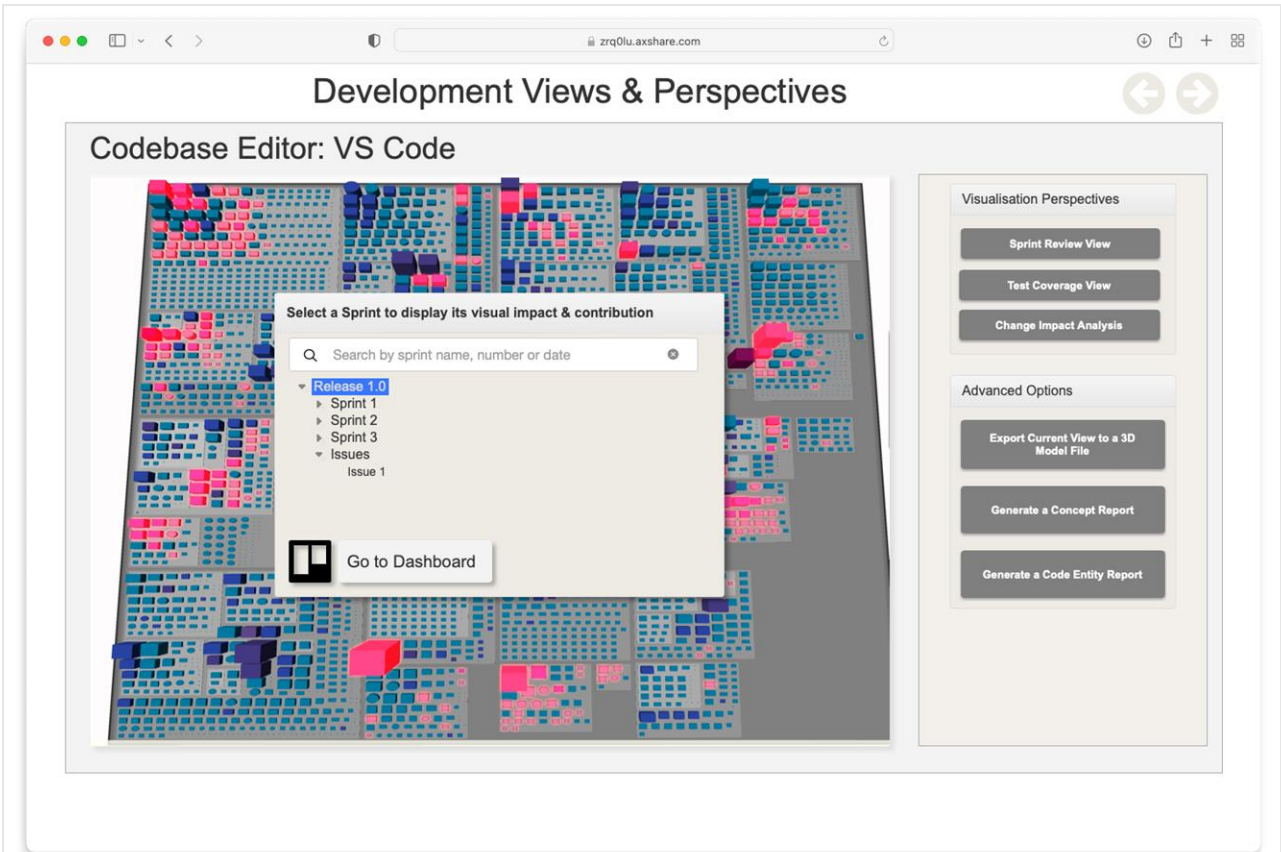 zrq0lu.axshare.com
Development Views & Perspectives
Codebase Editor: VS Code
Select a Sprint to display its visual impact & contribution
Search by sprint name, number or date
Release 1.0
Sprint 1
Sprint 2
Sprint 3
Issues
Issue 1
Go to Dashboard
Visualisation Perspectives
Sprint Review View
Test Coverage View
Change Impact Analysis
Advanced Options
Export Current View to a 3D
Model File
Generate a Concept Report
Generate a Code Entity Report